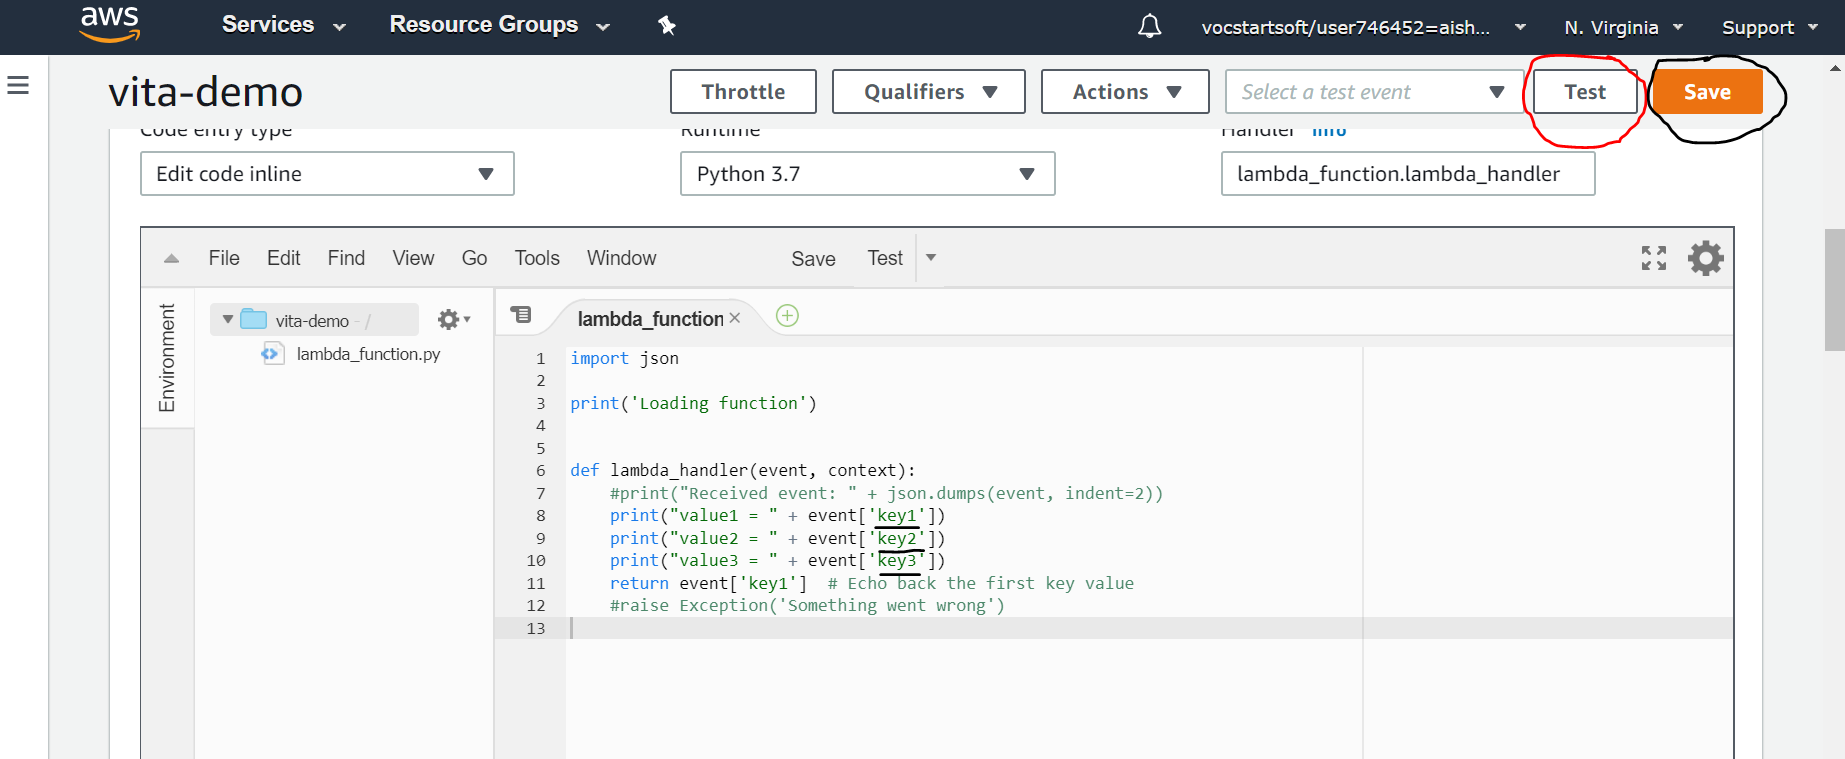 aws Services Resource Groups vocstartsoft/user746452=aish... N. Virginia Support
vita-demo Throttle Qualifiers Actions Select a test event Test Save
Code entry type Runtime Handler Info
Edit code inline Python 3.7 lambda_function.lambda_handler
File Edit Find View Go Tools Window Save Test
Environment
vita-demo - /
lambda_function.py
lambda_function
1 import json
2
3 print('Loading function')
4
5
6 def lambda_handler(event, context):
7 #print("Received event: " + json.dumps(event, indent=2))
8 print("value1 = " + event['key1'])
9 print("value2 = " + event['key2'])
10 print("value3 = " + event['key3'])
11 return event['key1'] # Echo back the first key value
12 #raise Exception('Something went wrong')
13